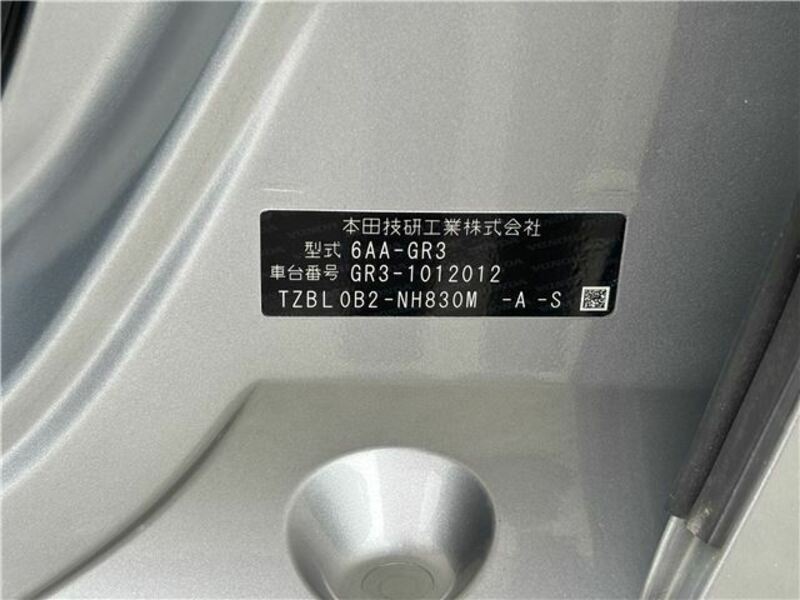 本田技研工業株式会社
型式 6AA-GR3
車台番号 GR3-1012012
TZBL0B2-NH830M -A -S